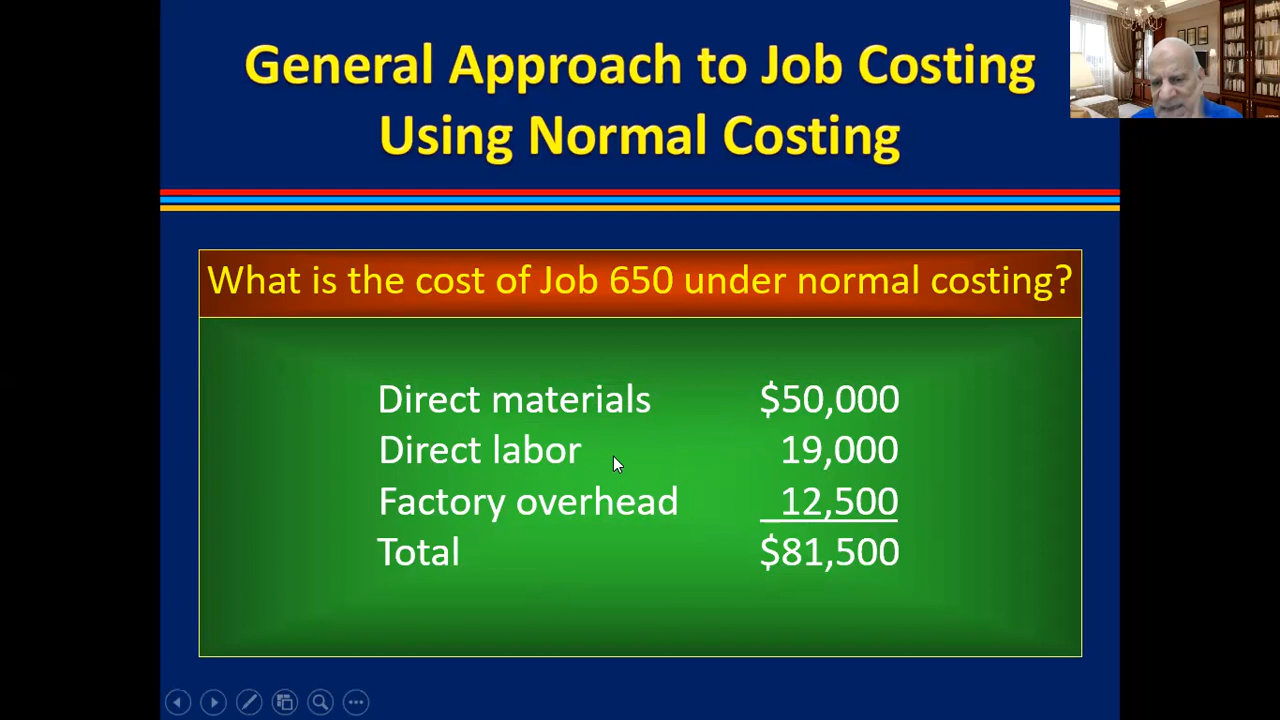 General Approach to Job Costing
Using Normal Costing
What is the cost of Job 650 under normal costing?
Direct materials $50,000
Direct labor 19,000
Factory overhead 12,500
Total $81,500